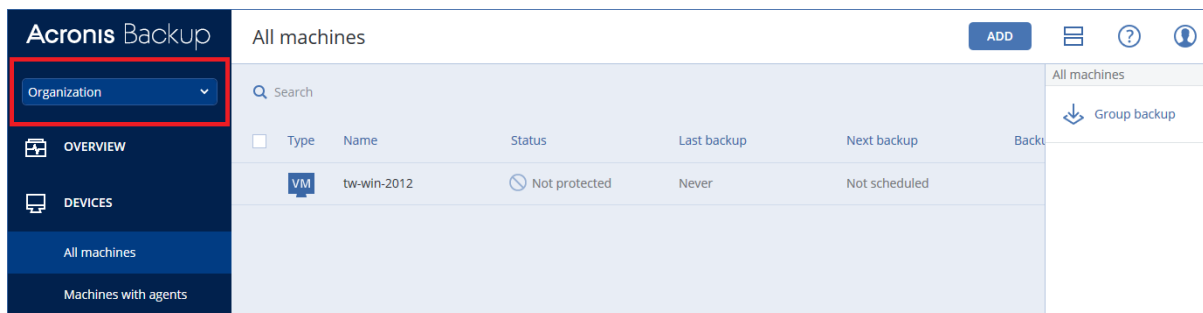 Acronis Backup
Organization
OVERVIEW
DEVICES
All machines
Machines with agents
All machines
ADD
?
Search
Type Name Status Last backup Next backup Backu
VM tw-win-2012 Not protected Never Not scheduled
All machines
Group backup